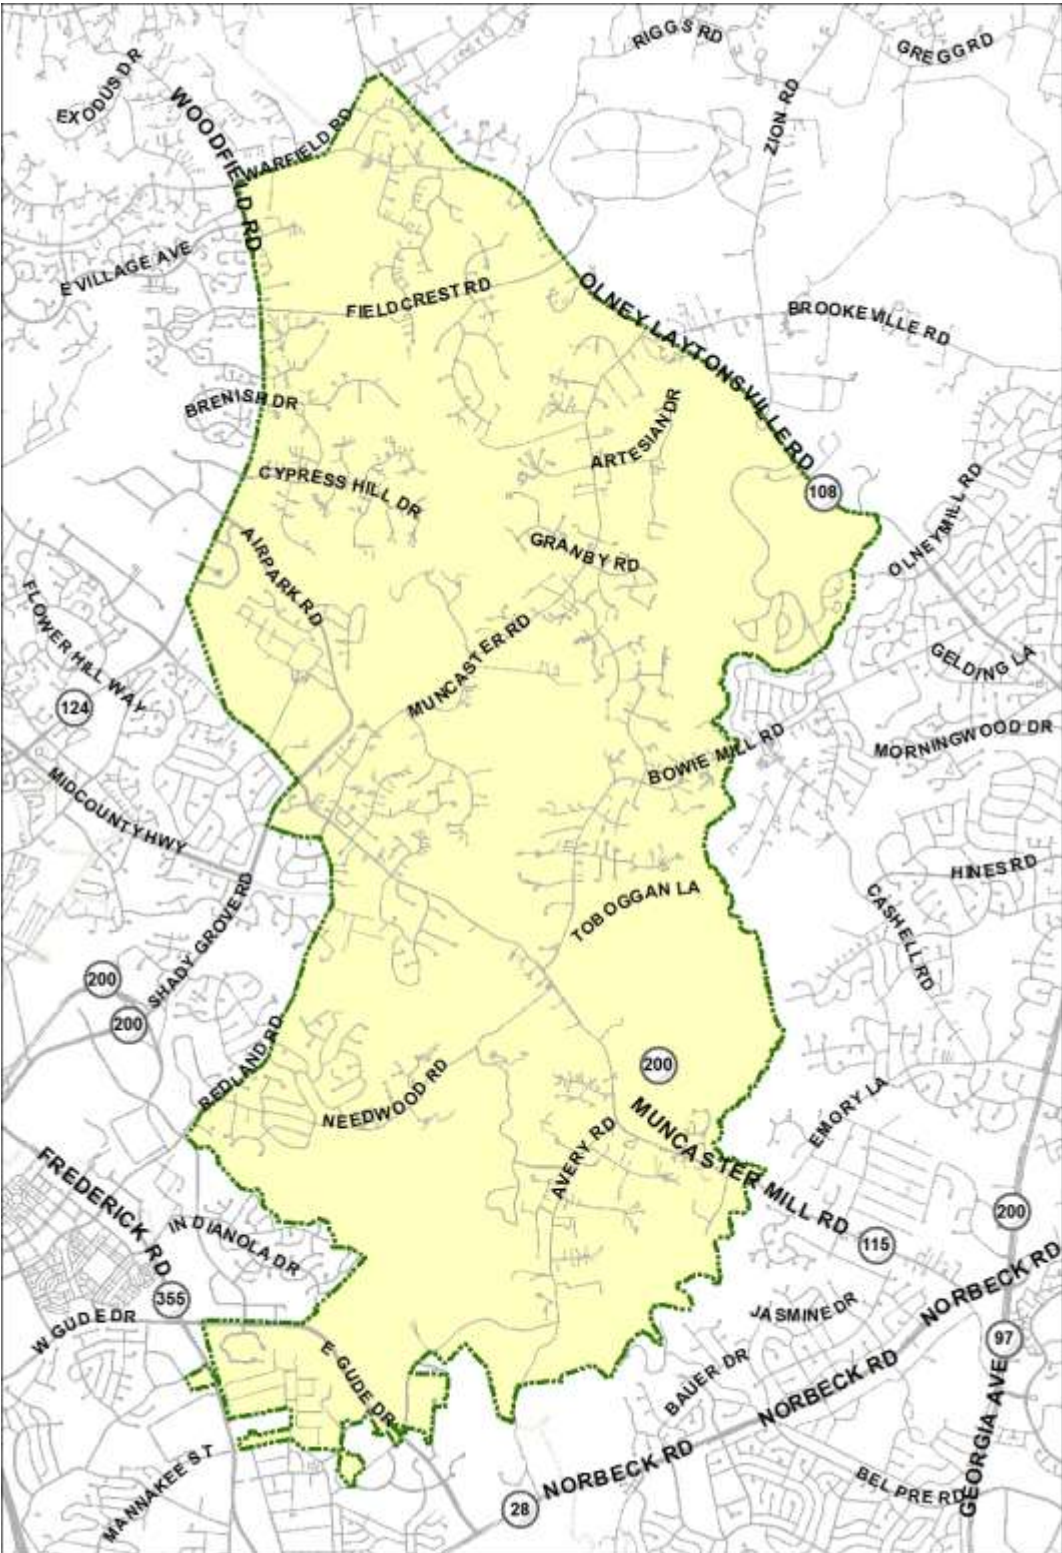 RIGGS RD
GREGG RD
EXODUS DR
WOODFIELD RD
WARFIELD RD
ZION RD
E VILLAGE AVE
FIELDCREST RD
OLNEY LAYTONSVILLE RD
BROOKEVILLE RD
BRENISH DR
ARTESIAN DR
CYPRESS HILL DR
108
OLNEY MILL RD
AIRPARK RD
GRANBY RD
FLOWER HILL WAY
MUNCASTER RD
GELDING LA
124
MORNINGWOOD DR
BOWIE MILL RD
MIDCOUNTY HWY
HINES RD
SHADY GROVE RD
TOBOGGAN LA
CASHELL RD
200
200
REDLAND RD
200
NEEDWOOD RD
EMORY LA
AVERY RD
MUNCASTER MILL RD
FREDERICK RD
INDIANOLA DR
200
115
NORBECK RD
355
W GUDE DR
JASMINE DR
97
E GUDE DR
BAUER DR
NORBECK RD
GEORGIA AVE
MANNAKEE ST
NORBECK RD
BEL PRE RD
28